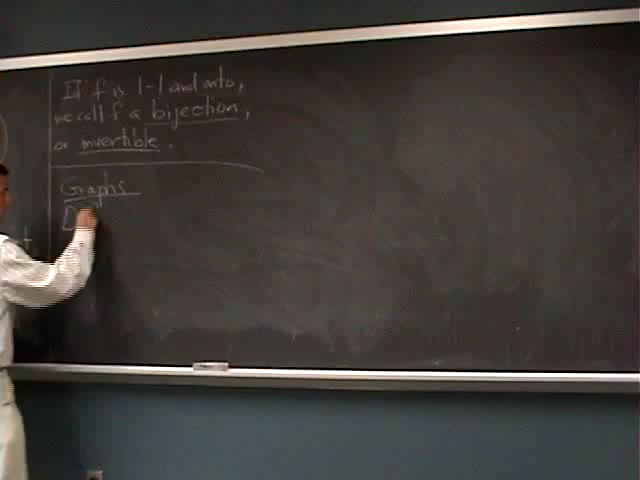 If f is 1-1 and onto,
we call f a bijection,
or invertible.
Graphs
D